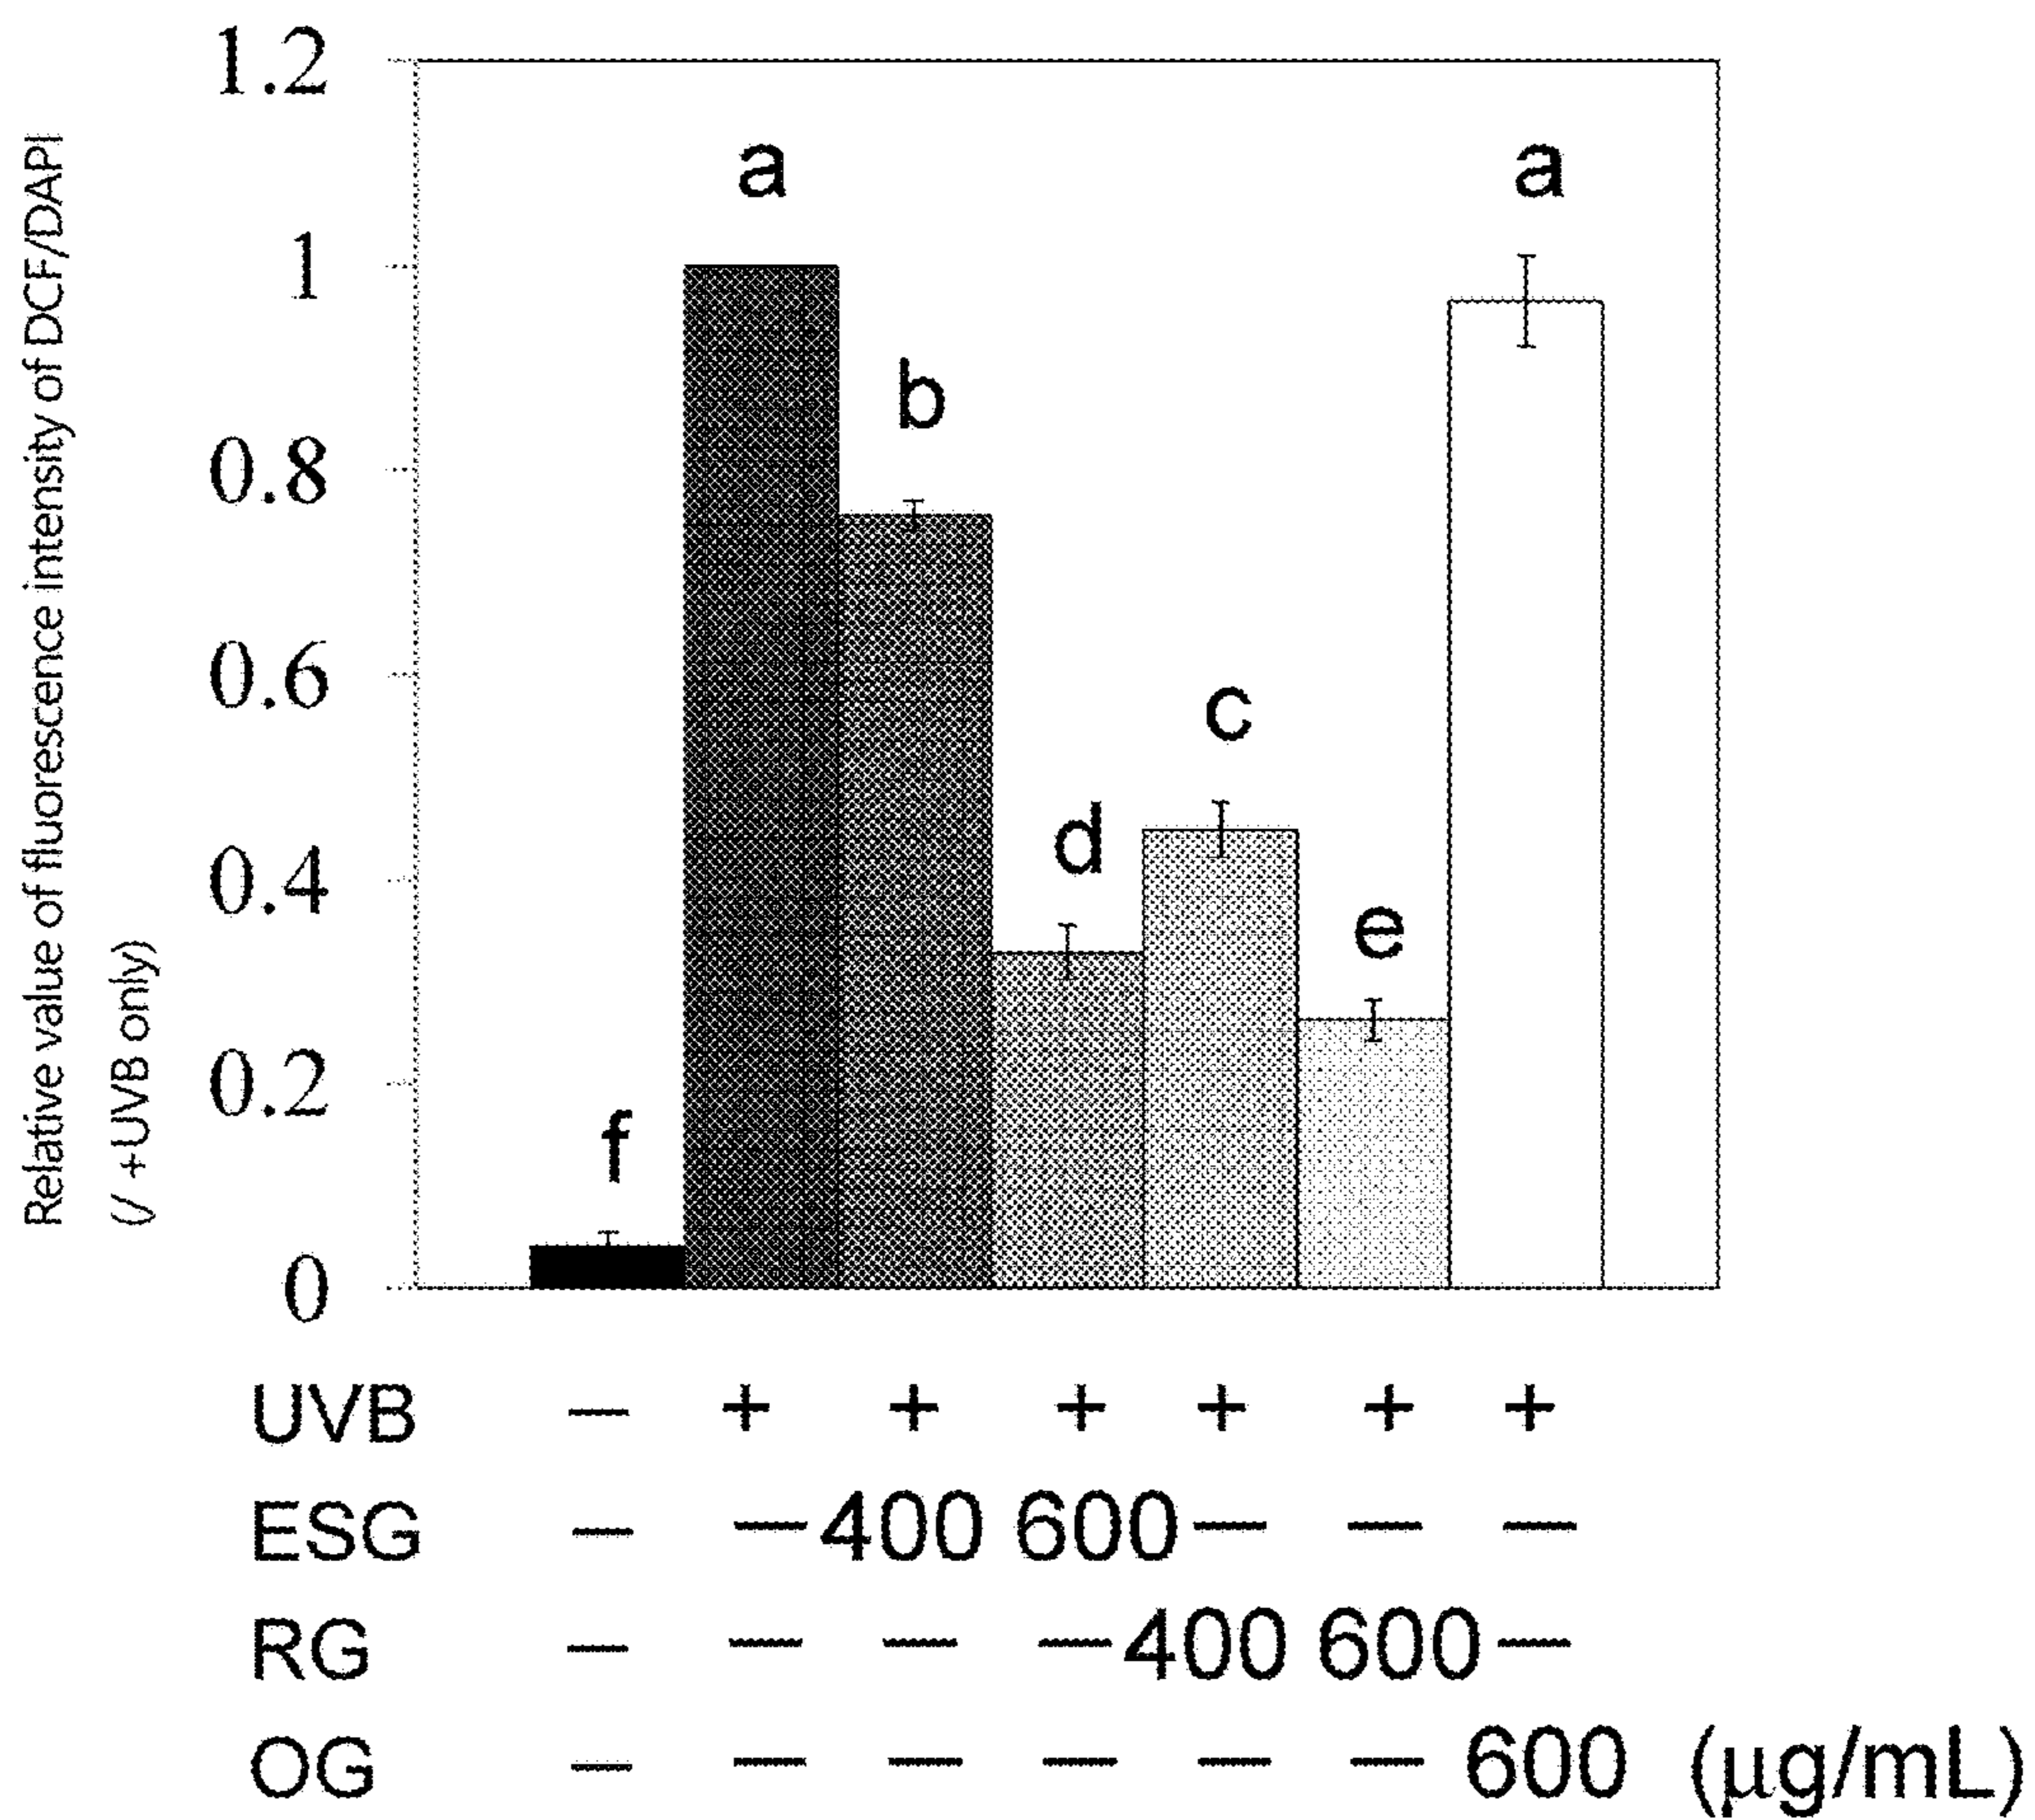 Relative value of fluorescence intensity of DCF/DAPI
(/ +UVB only)
1.2
1
0.8
0.6
0.4
0.2
0
a
a
b
c
d
e
f
UVB – + + + + + +
ESG – – 400 600 – – –
RG – – – – 400 600 –
OG – – – – – – 600 (μg/mL)